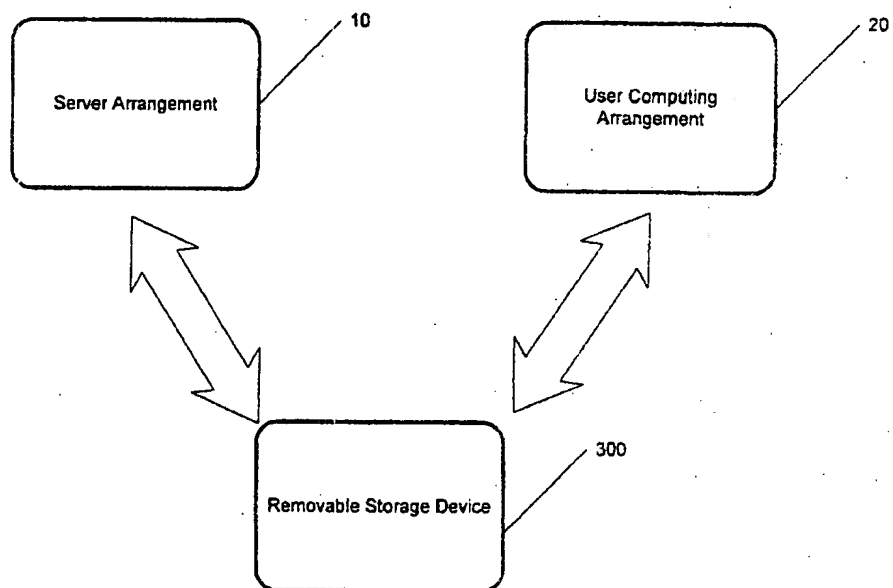 10
20
Server Arrangement
User Computing
Arrangement
300
Removable Storage Device